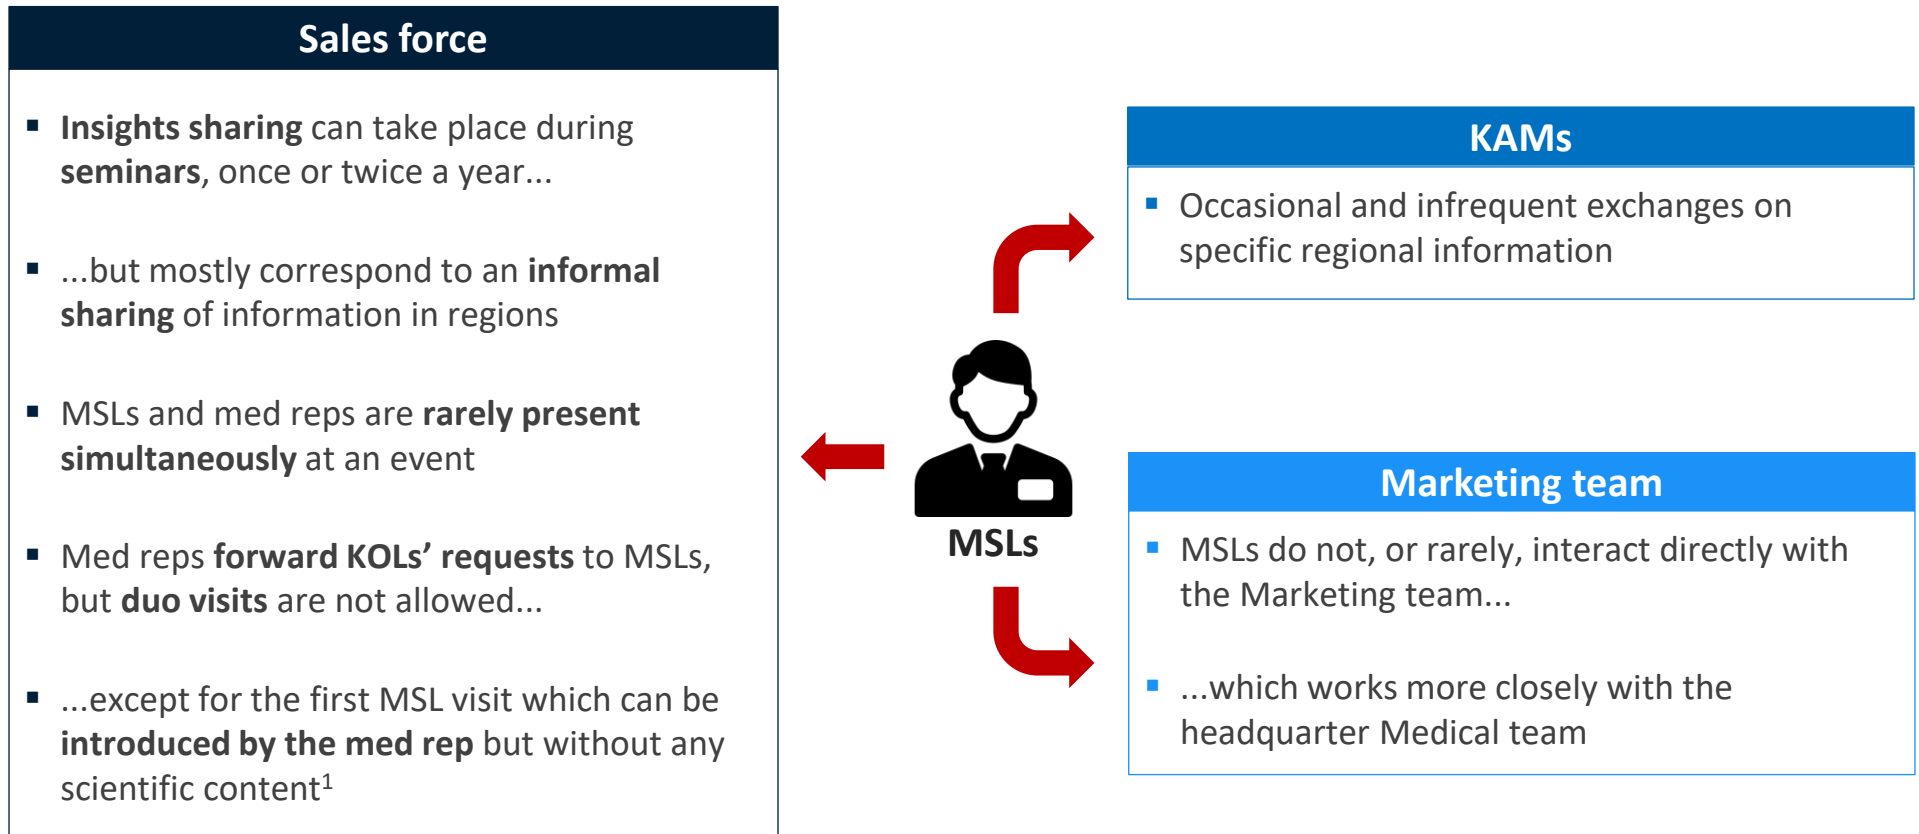 Sales force
▪ Insights sharing can take place during
seminars, once or twice a year...
▪ ...but mostly correspond to an informal
sharing of information in regions
▪ MSLs and med reps are rarely present
simultaneously at an event
▪ Med reps forward KOLs’ requests to MSLs,
but duo visits are not allowed...
▪ ...except for the first MSL visit which can be
introduced by the med rep but without any
scientific content¹
MSLs
KAMs
▪ Occasional and infrequent exchanges on
specific regional information
Marketing team
▪ MSLs do not, or rarely, interact directly with
the Marketing team...
▪ ...which works more closely with the
headquarter Medical team